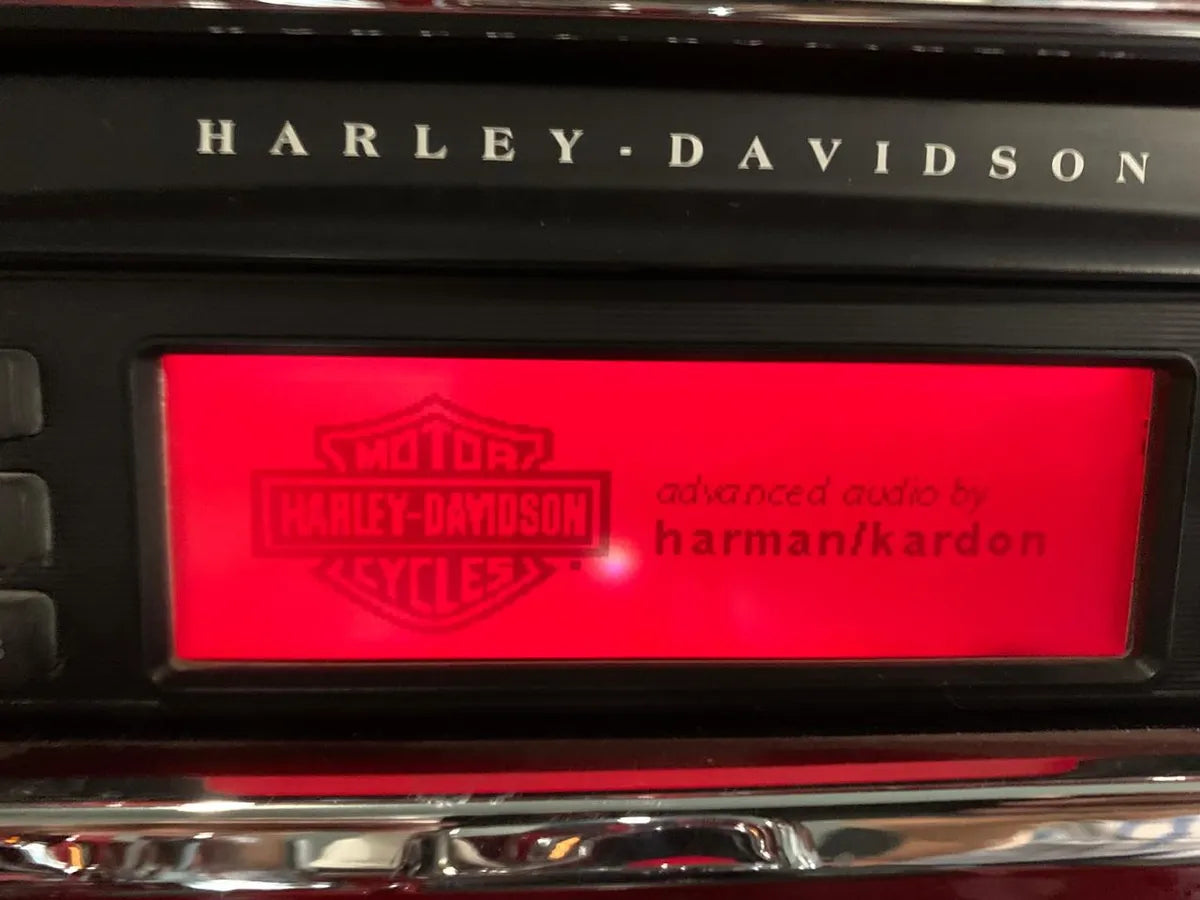 HARLEY-DAVIDSON
MOTOR
HARLEY-DAVIDSON
CYCLES
advanced audio by
harman/kardon